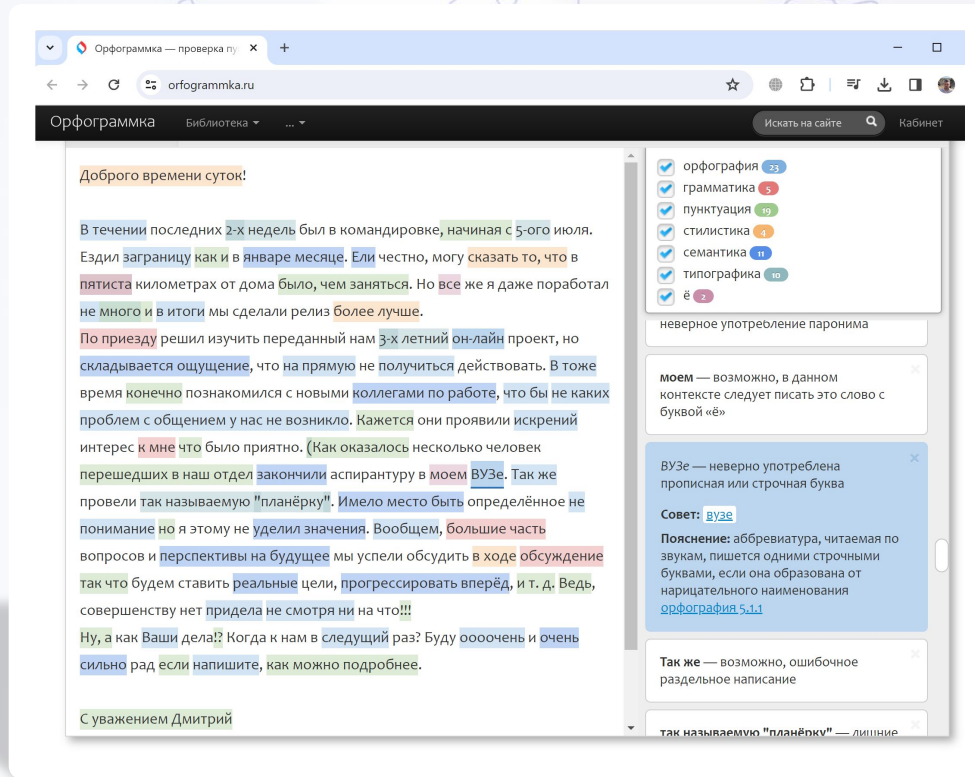 Орфограммка — проверка пу
orfogrammka.ru
Орфограммка Библиотека ... Искать на сайте Кабинет
Доброго времени суток!
В течении последних 2-х недель был в командировке, начиная с 5-ого июля.
Ездил заграницу как и в январе месяце. Ели честно, могу сказать то, что в
пятиста километрах от дома было, чем заняться. Но все же я даже поработал
не много и в итоги мы сделали релиз более лучше.
По приезду решил изучить переданный нам 3-х летний он-лайн проект, но
складывается ощущение, что на прямую не получиться действовать. В тоже
время конечно познакомился с новыми коллегами по работе, что бы не каких
проблем с общением у нас не возникло. Кажется они проявили искрений
интерес к мне что было приятно. (Как оказалось несколько человек
перешедших в наш отдел закончили аспирантуру в моем ВУЗе. Так же
провели так называемую "планёрку". Имело место быть определённое не
понимание но я этому не уделил значения. Вообщем, большие часть
вопросов и перспективы на будущее мы успели обсудить в ходе обсуждение
так что будем ставить реальные цели, прогрессировать вперёд, и т. д. Ведь,
совершенству нет придела не смотря ни на что!!!
Ну, а как Ваши дела!? Когда к нам в следущий раз? Буду оооочень и очень
сильно рад если напишите, как можно подробнее.
С уважением Дмитрий
орфография 23
грамматика 5
пунктуация 19
стилистика 4
семантика 11
типографика 10
ё 2
неверное употребление паронима
моем — возможно, в данном
контексте следует писать это слово с
буквой «ё»
ВУЗе — неверно употреблена
прописная или строчная буква
Совет: вузе
Пояснение: аббревиатура, читаемая по
звукам, пишется одними строчными
буквами, если она образована от
нарицательного наименования
орфография 5.1.1
Так же — возможно, ошибочное
раздельное написание
так называемую "планёрку" — лишние